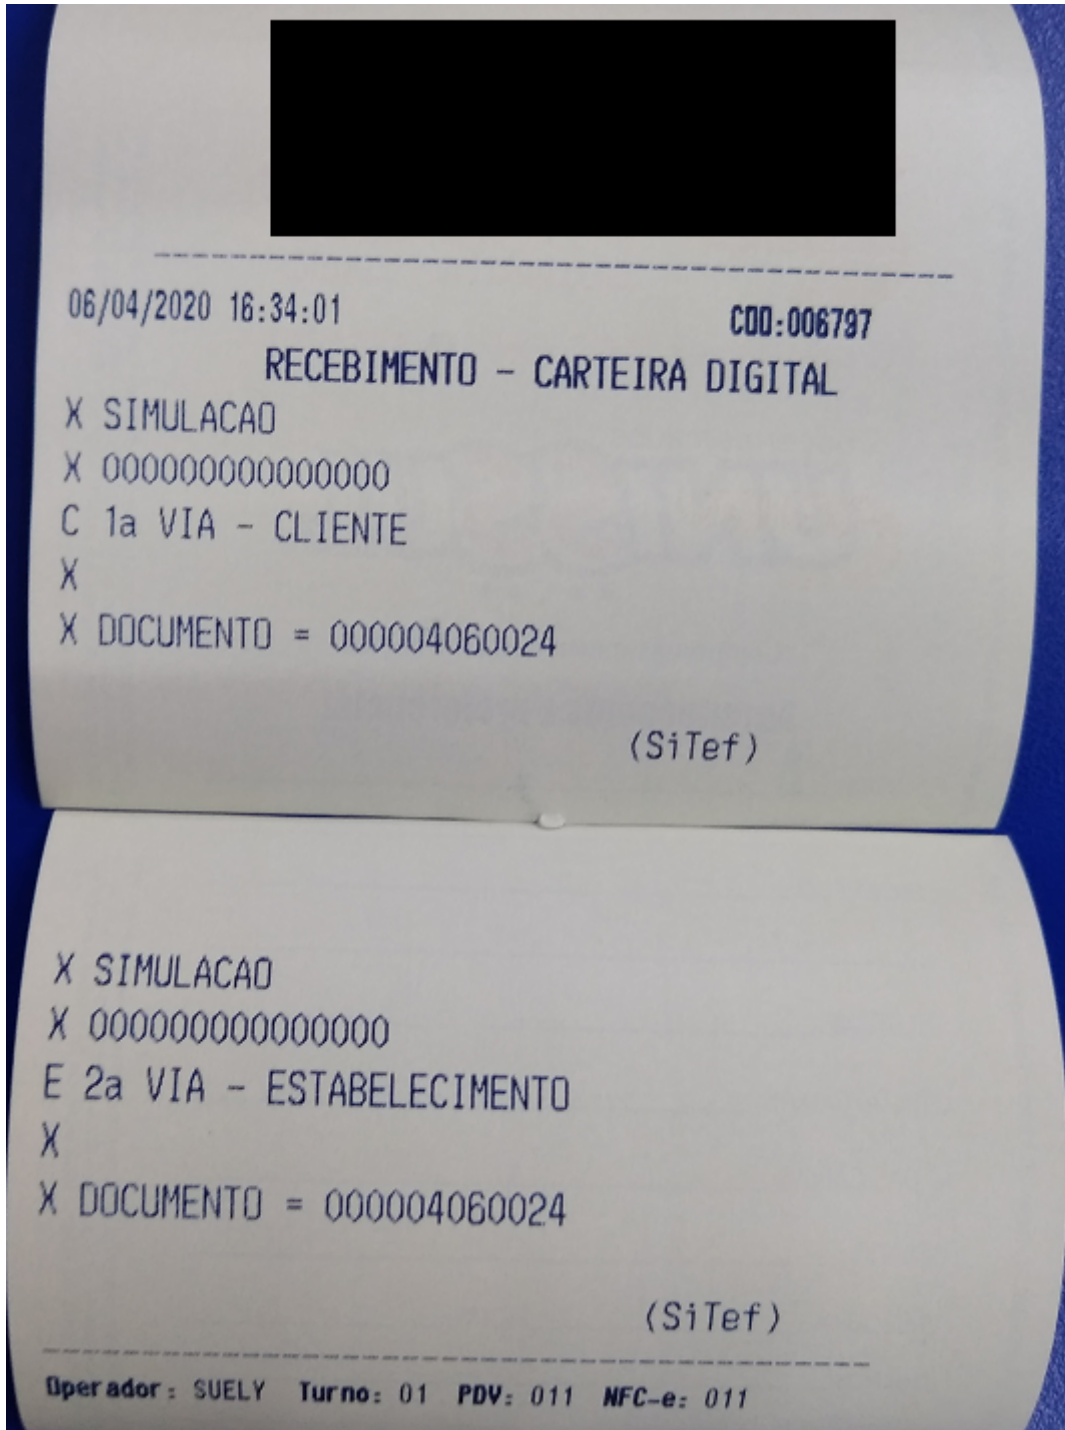 06/04/2020 16:34:01 COO:006797
RECEBIMENTO - CARTEIRA DIGITAL
X SIMULACAO
X 000000000000000
C 1a VIA - CLIENTE
X
X DOCUMENTO = 000004060024
(SiTef)
X SIMULACAO
X 000000000000000
E 2a VIA - ESTABELECIMENTO
X
X DOCUMENTO = 000004060024
(SiTef)
Operador: SUELY Turno: 01 PDV: 011 NFC-e: 011